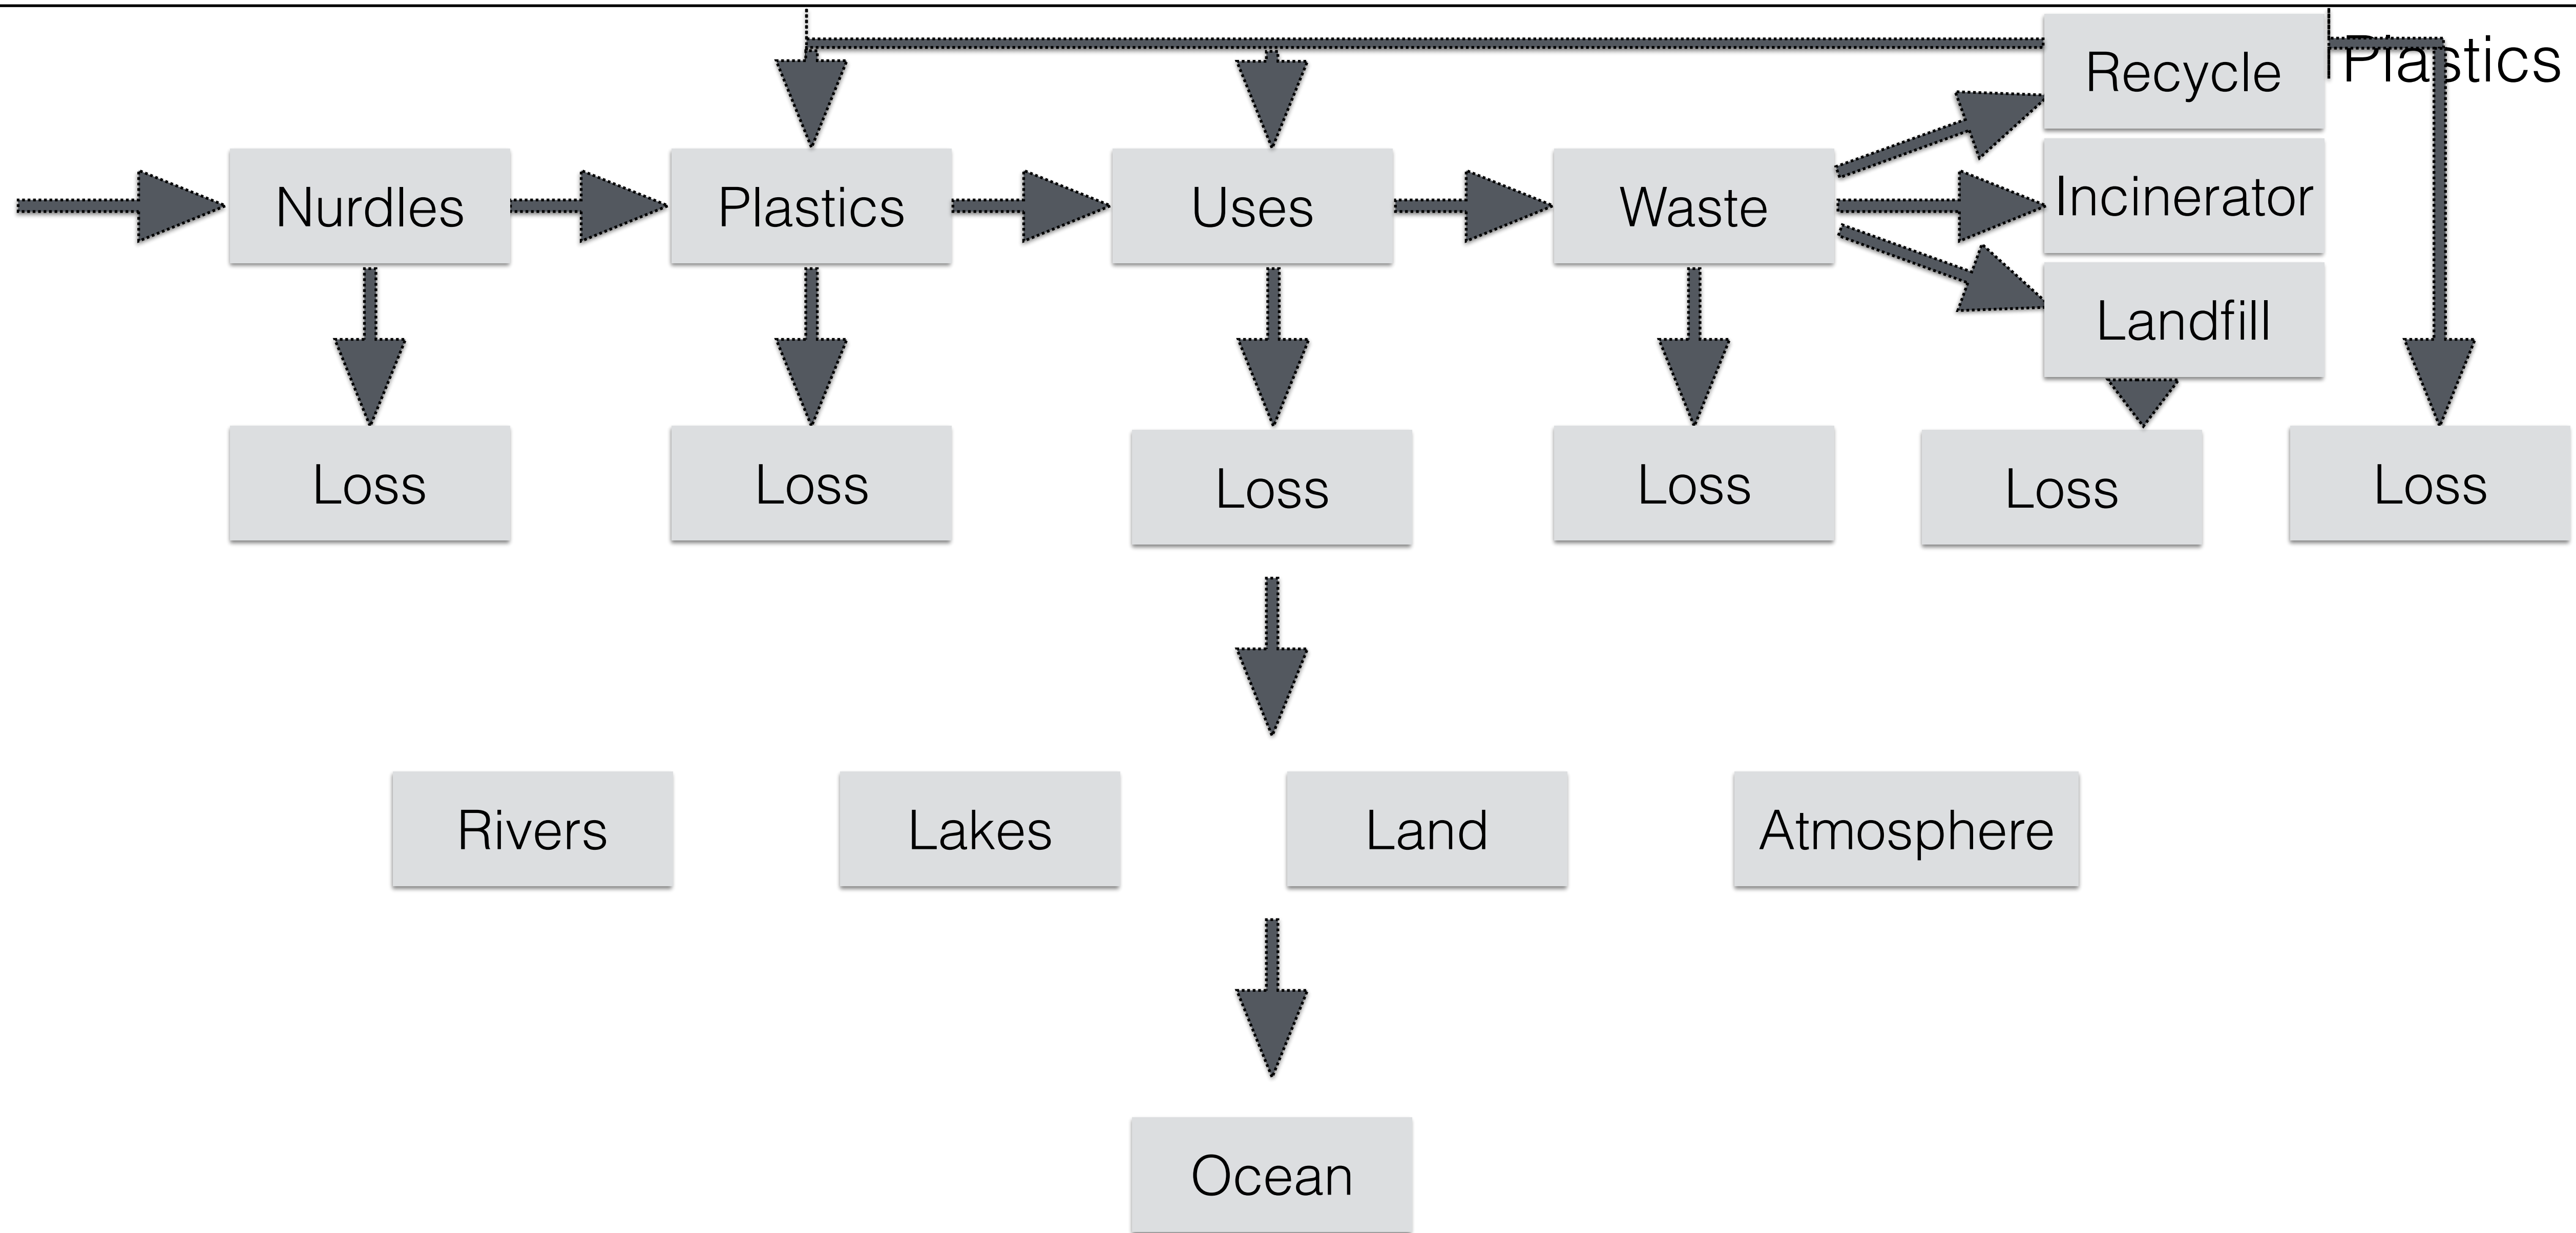 Plastics
Recycle
Nurdles
Plastics
Uses
Waste
Incinerator
Landfill
Loss
Loss
Loss
Loss
Loss
Loss
Rivers
Lakes
Land
Atmosphere
Ocean